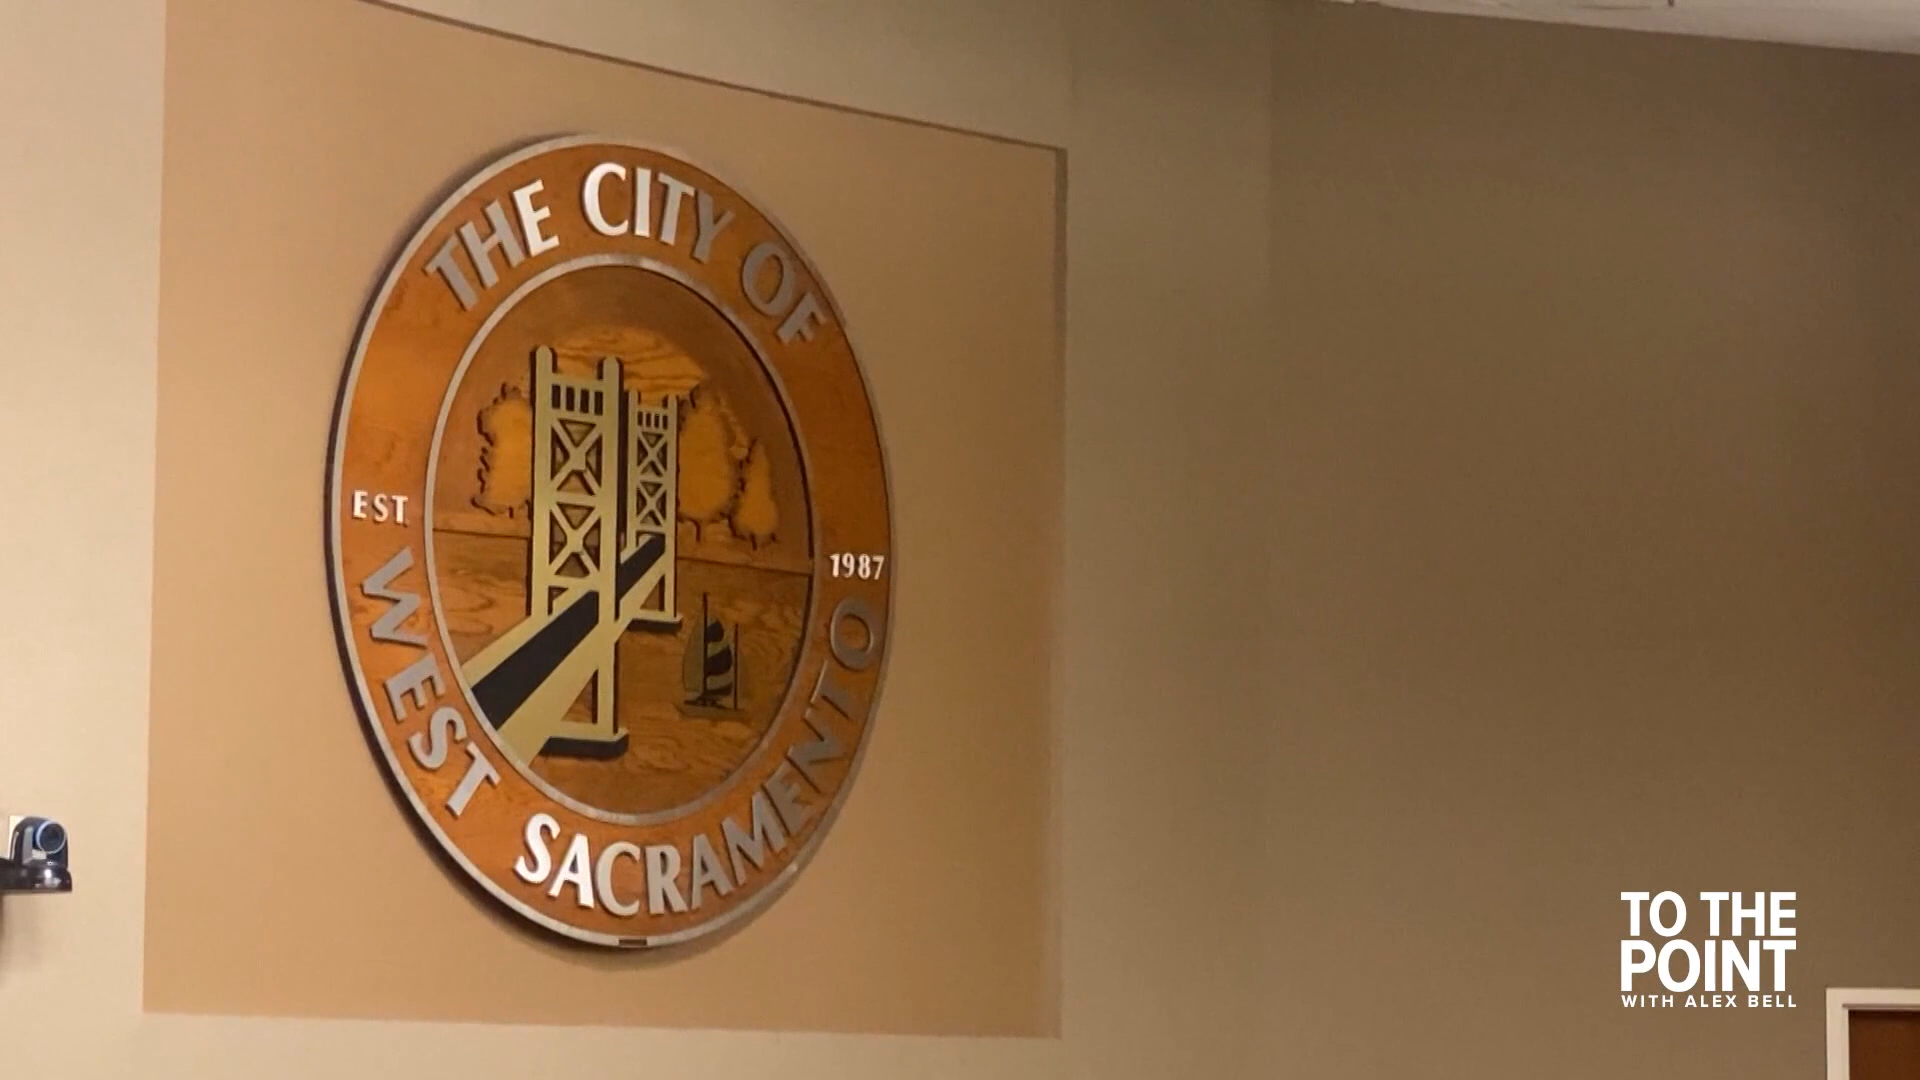 THE CITY OF
EST.
1987
WEST SACRAMENTO
TO THE
POINT
WITH ALEX BELL